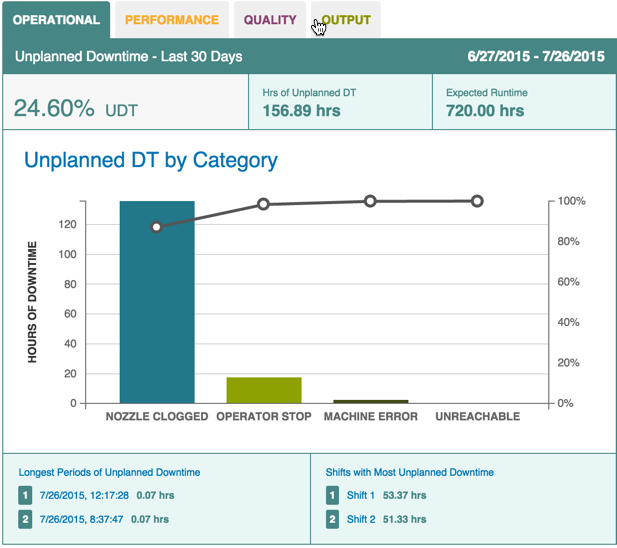 OPERATIONAL PERFORMANCE QUALITY OUTPUT
Unplanned Downtime - Last 30 Days 6/27/2015 - 7/26/2015
24.60% UDT
Hrs of Unplanned DT
156.89 hrs
Expected Runtime
720.00 hrs
Unplanned DT by Category
HOURS OF DOWNTIME
120
100
80
60
40
20
0
100%
80%
60%
40%
20%
0%
NOZZLE CLOGGED OPERATOR STOP MACHINE ERROR UNREACHABLE
Longest Periods of Unplanned Downtime
1 7/26/2015, 12:17:28 0.07 hrs
2 7/26/2015, 8:37:47 0.07 hrs
Shifts with Most Unplanned Downtime
1 Shift 1 53.37 hrs
2 Shift 2 51.33 hrs